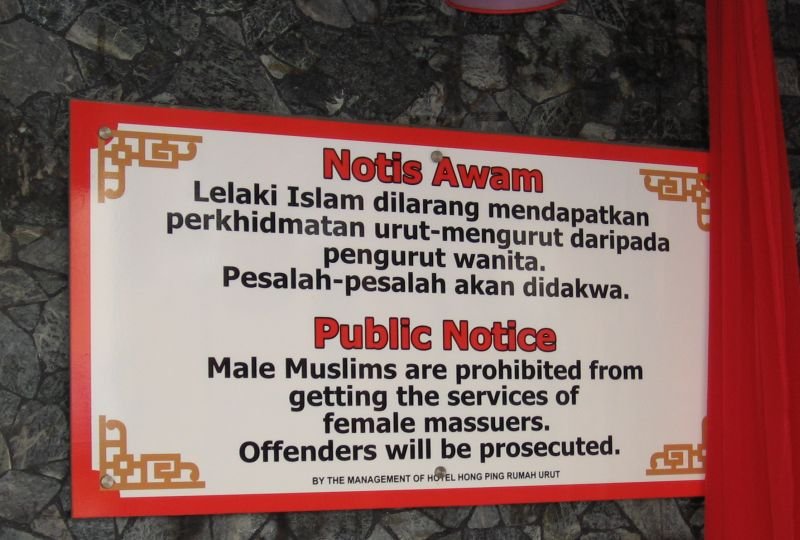 Notis Awam
Lelaki Islam dilarang mendapatkan
perkhidmatan urut-mengurut daripada
pengurut wanita.
Pesalah-pesalah akan didakwa.
Public Notice
Male Muslims are prohibited from
getting the services of
female massuers.
Offenders will be prosecuted.
BY THE MANAGEMENT OF HOTEL HONG PING RUMAH URUT